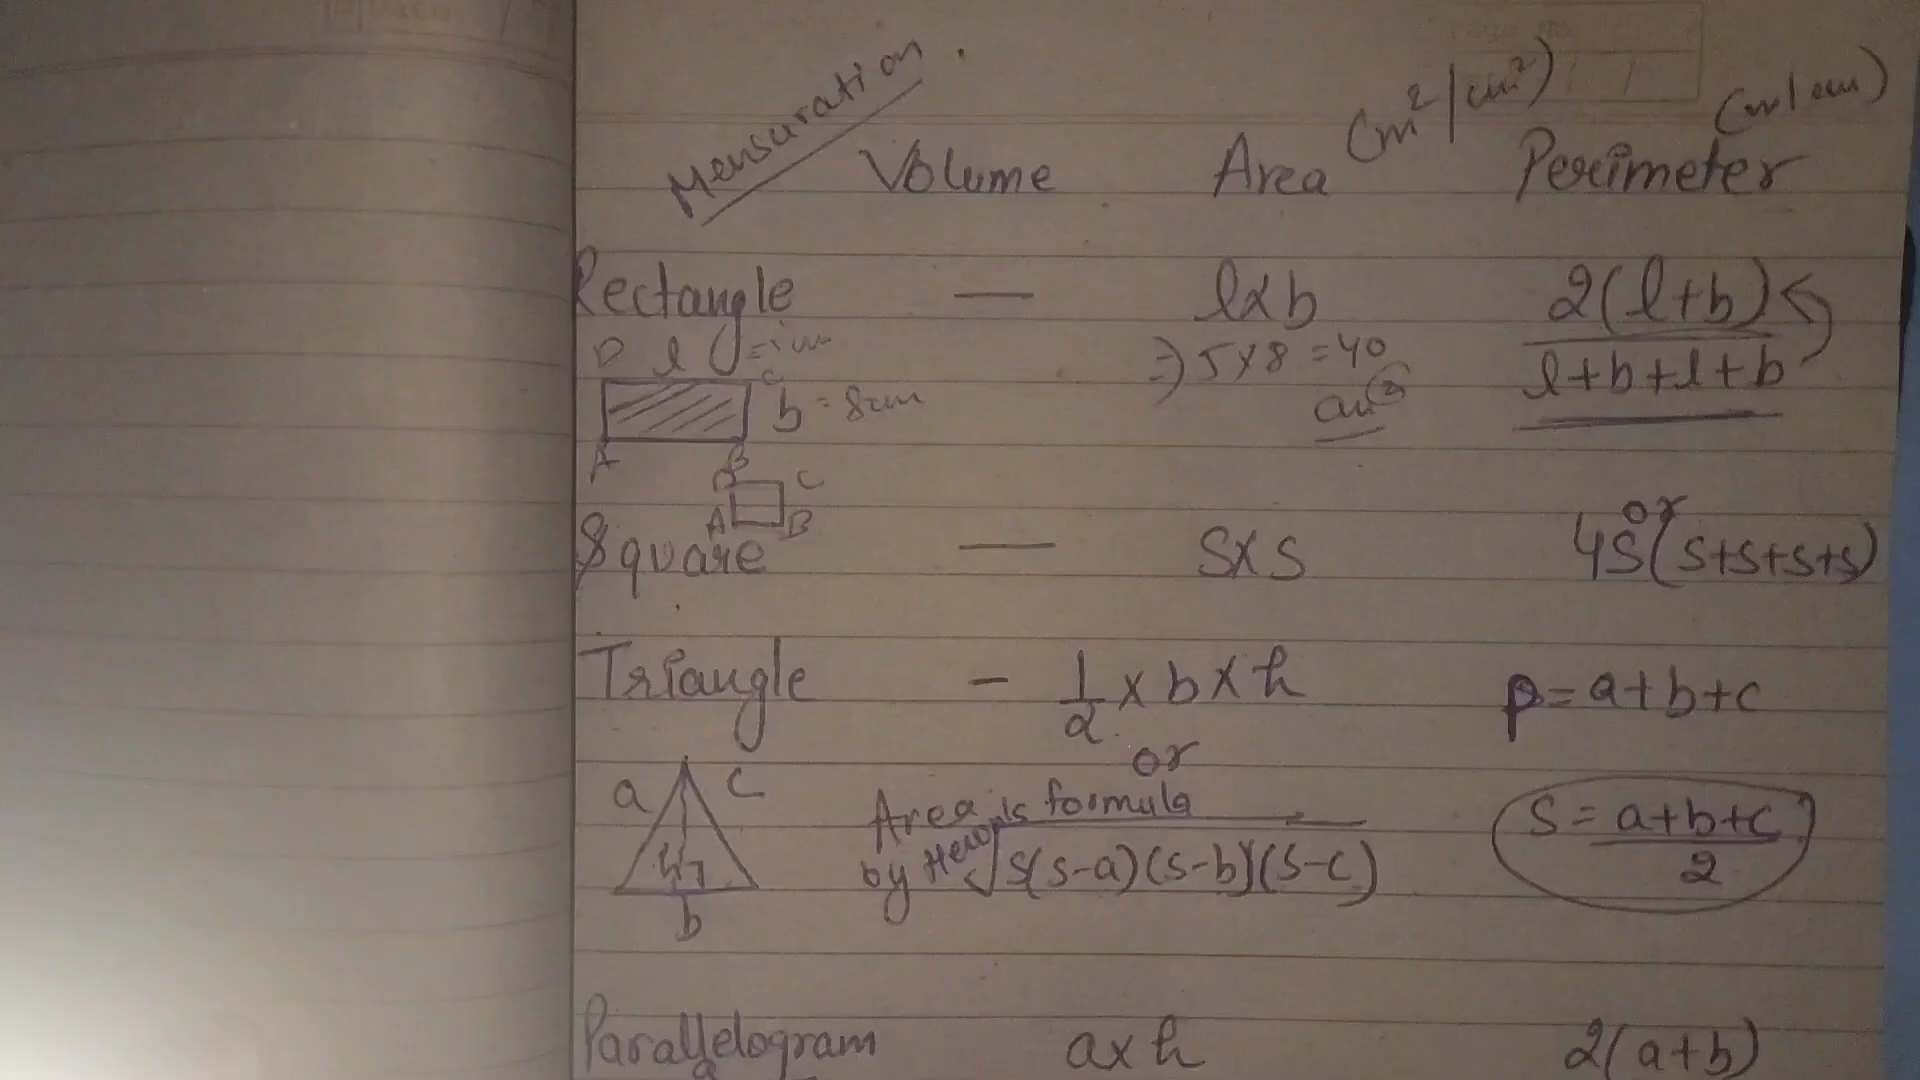 Mensuration.
(m²/cm²) (m/cm)
Volume Area Perimeter
Rectangle — l×b 2(l+b)
D l C b = 8cm ⇒ 5×8 = 40 l+b+l+b
cm²
A B
B C
A B
Square — S×S 4S or (S+S+S+S)
Triangle - 1/2 × b × h P = a+b+c
or
a c Area is formula S = a+b+c/2
h by Heron's √S(S-a)(S-b)(S-c)
b
Parallelogram a×h 2(a+b)
a